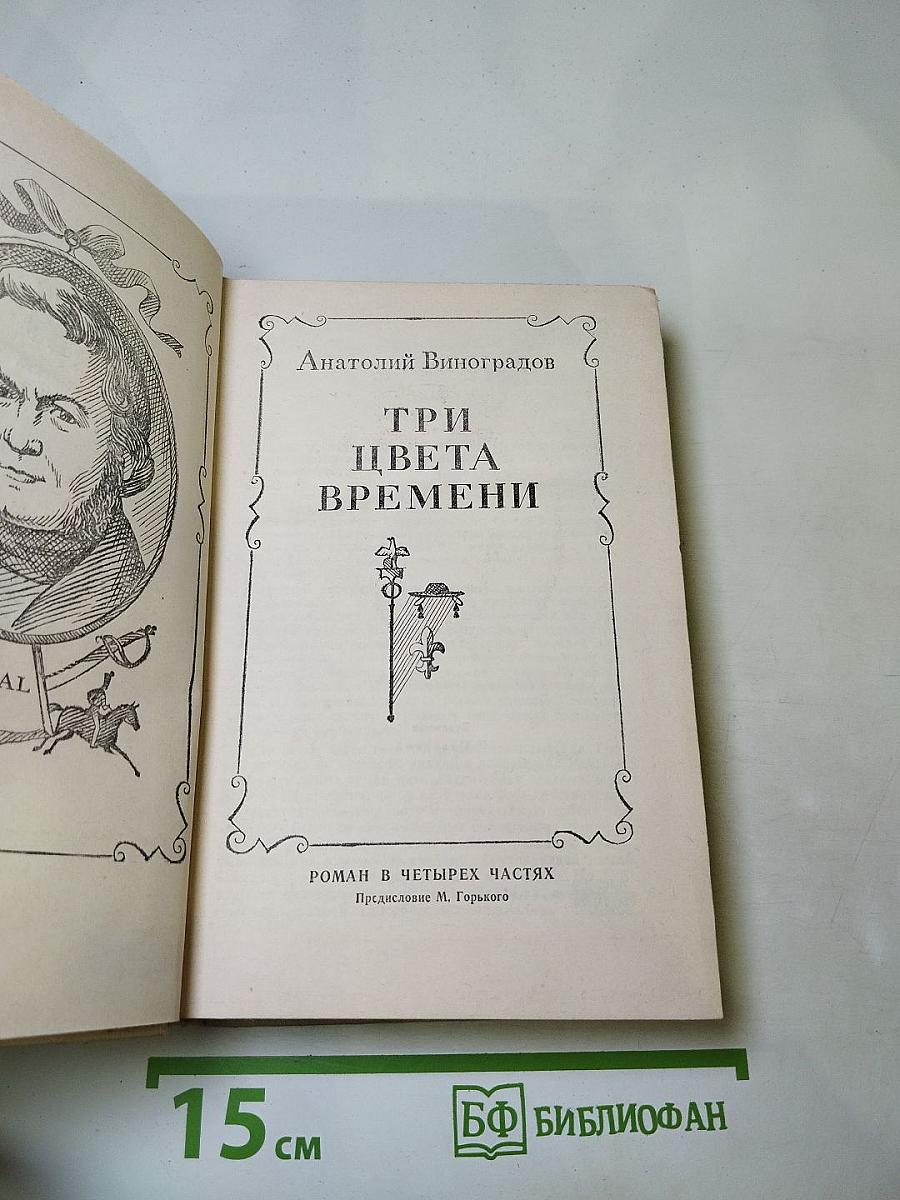 AL
Анатолий Виноградов
ТРИ
ЦВЕТА
ВРЕМЕНИ
РОМАН В ЧЕТЫРЕХ ЧАСТЯХ
Предисловие М. Горького
15 см
БФ БИБЛИОФАН